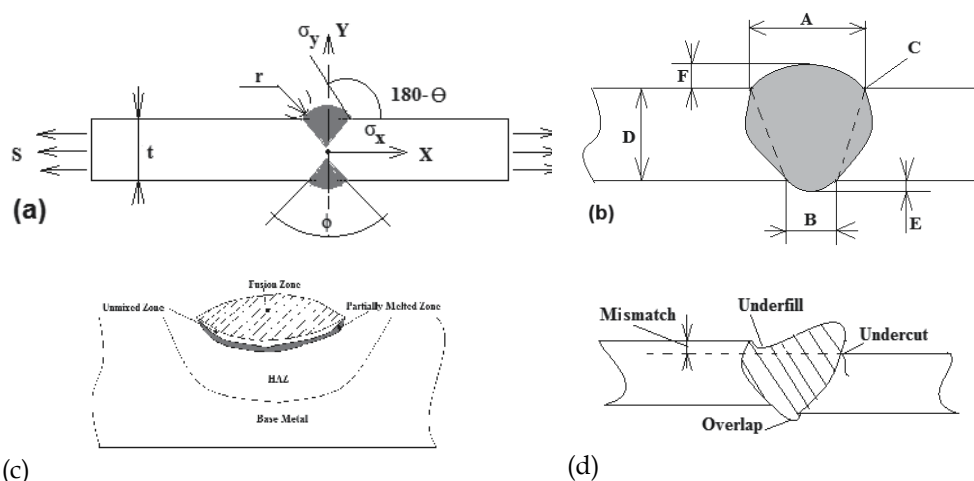 σy Y
r
180-Θ
σx
S t X
(a)
ϕ
A
C
F
D
(b)
B
E
Fusion Zone
Unmixed Zone
Partially Melted Zone
HAZ
Base Metal
(c)
Underfill
Mismatch
Undercut
Overlap
(d)